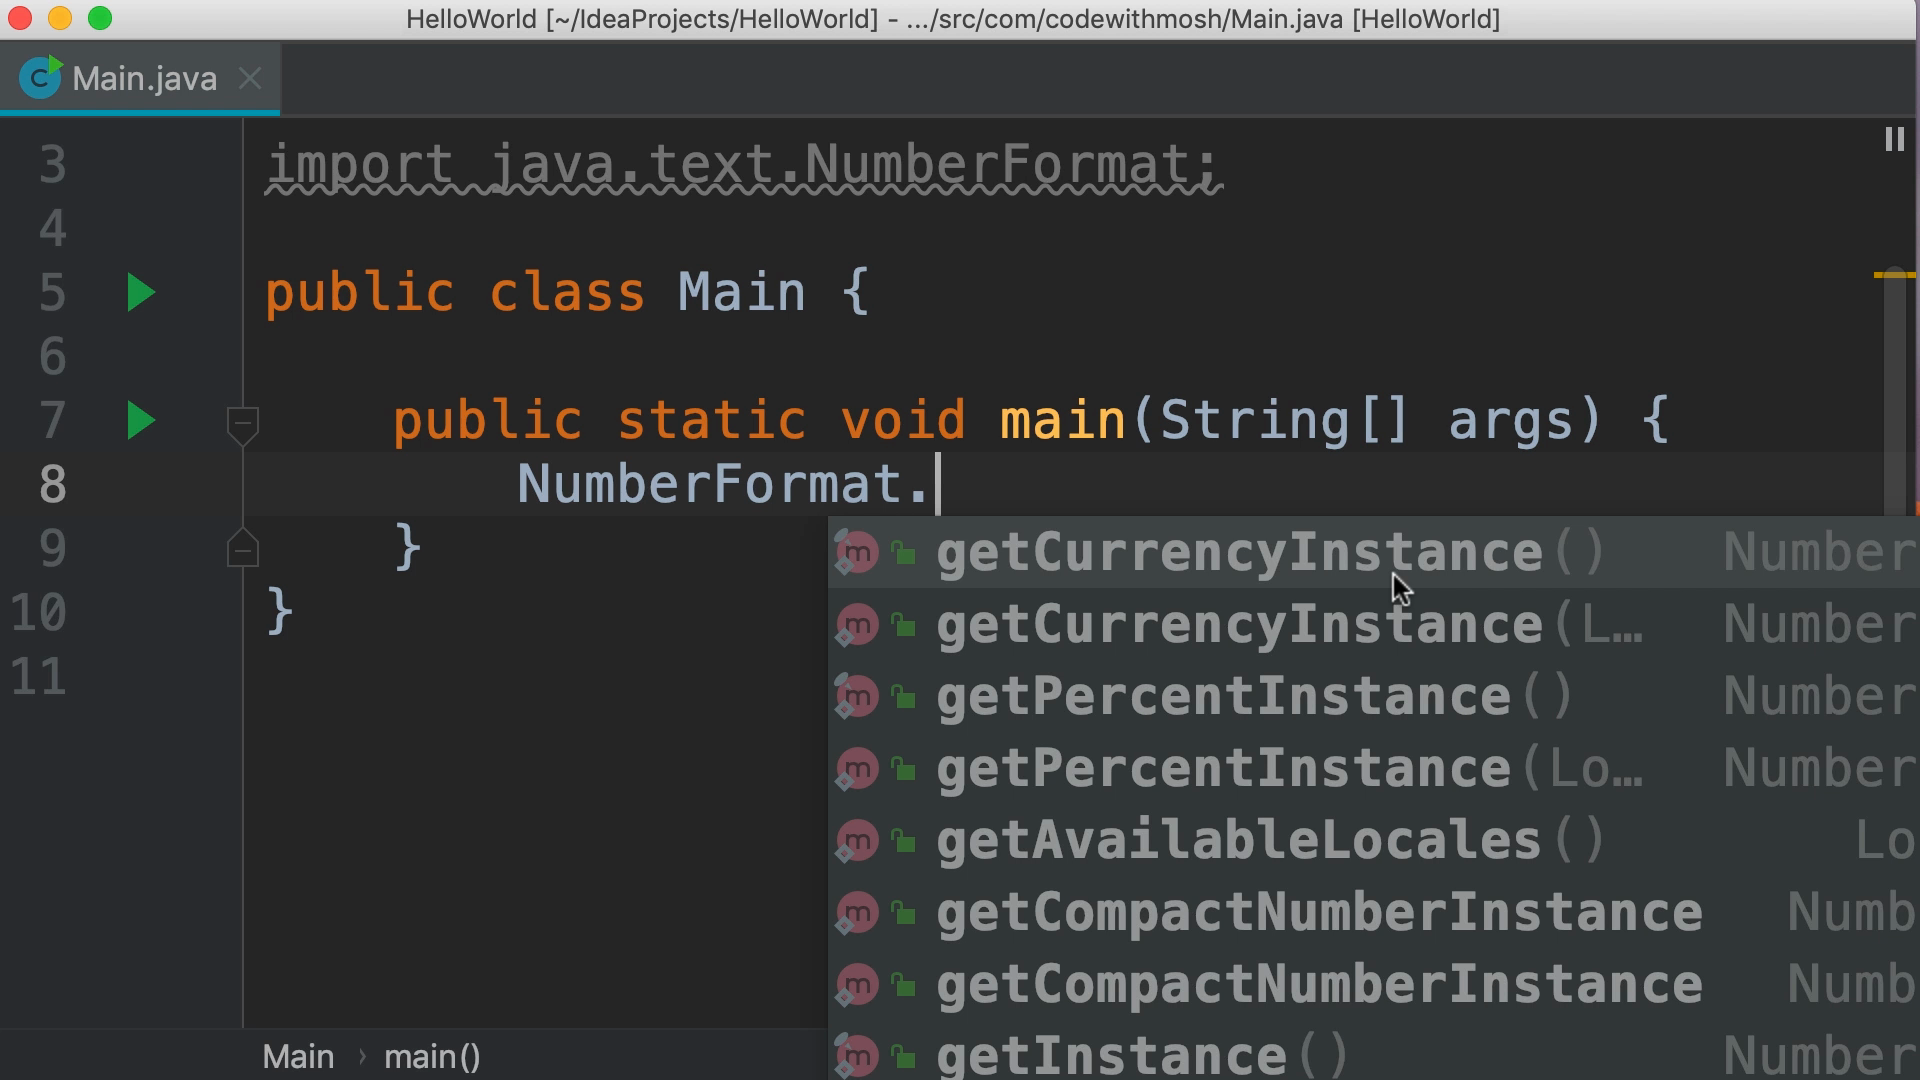 HelloWorld [~/IdeaProjects/HelloWorld] - .../src/com/codewithmosh/Main.java [HelloWorld]
Main.java
3 import java.text.NumberFormat;
4
5 public class Main {
6
7 public static void main(String[] args) {
8 NumberFormat.
9 }
10 }
11
getCurrencyInstance() Number
getCurrencyInstance(L… Number
getPercentInstance() Number
getPercentInstance(Lo… Number
getAvailableLocales() Lo
getCompactNumberInstance Numb
getCompactNumberInstance Numb
getInstance() Number
Main › main()